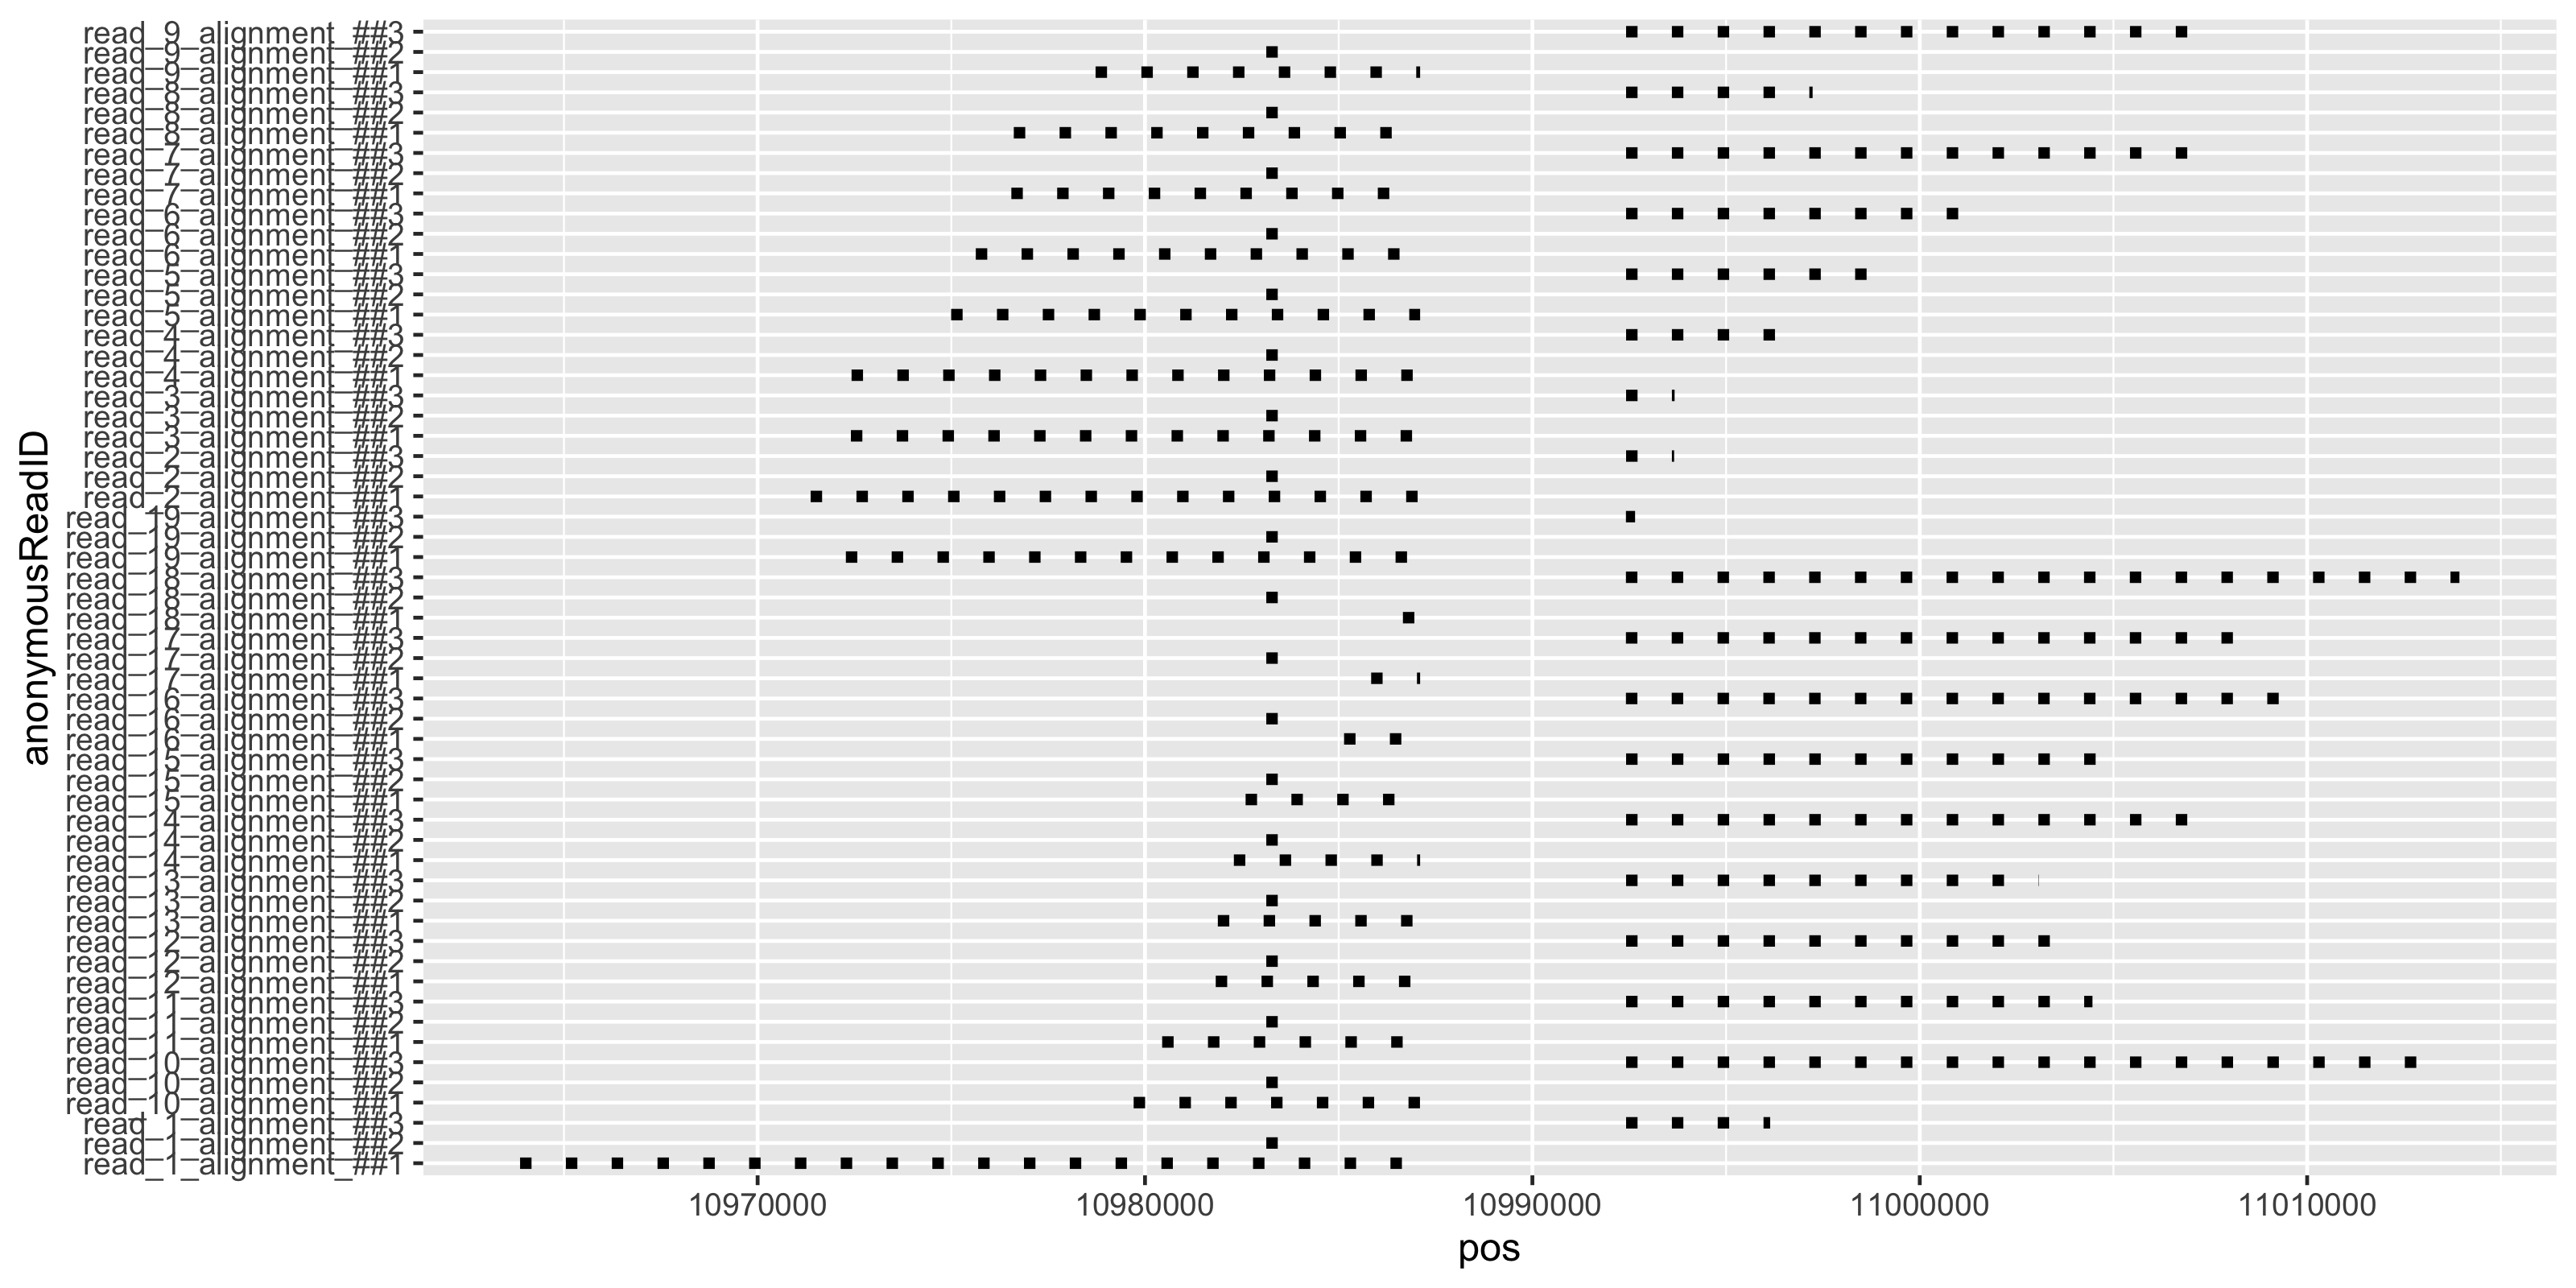 anonymousReadID
read_9_alignment_##3
read_9_alignment_##2
read_9_alignment_##1
read_8_alignment_##3
read_8_alignment_##2
read_8_alignment_##1
read_7_alignment_##3
read_7_alignment_##2
read_7_alignment_##1
read_6_alignment_##3
read_6_alignment_##2
read_6_alignment_##1
read_5_alignment_##3
read_5_alignment_##2
read_5_alignment_##1
read_4_alignment_##3
read_4_alignment_##2
read_4_alignment_##1
read_3_alignment_##3
read_3_alignment_##2
read_3_alignment_##1
read_2_alignment_##3
read_2_alignment_##2
read_2_alignment_##1
read_19_alignment_##3
read_19_alignment_##2
read_19_alignment_##1
read_18_alignment_##3
read_18_alignment_##2
read_18_alignment_##1
read_17_alignment_##3
read_17_alignment_##2
read_17_alignment_##1
read_16_alignment_##3
read_16_alignment_##2
read_16_alignment_##1
read_15_alignment_##3
read_15_alignment_##2
read_15_alignment_##1
read_14_alignment_##3
read_14_alignment_##2
read_14_alignment_##1
read_13_alignment_##3
read_13_alignment_##2
read_13_alignment_##1
read_12_alignment_##3
read_12_alignment_##2
read_12_alignment_##1
read_11_alignment_##3
read_11_alignment_##2
read_11_alignment_##1
read_10_alignment_##3
read_10_alignment_##2
read_10_alignment_##1
read_1_alignment_##3
read_1_alignment_##2
read_1_alignment_##1
10970000 10980000 10990000 11000000 11010000
pos